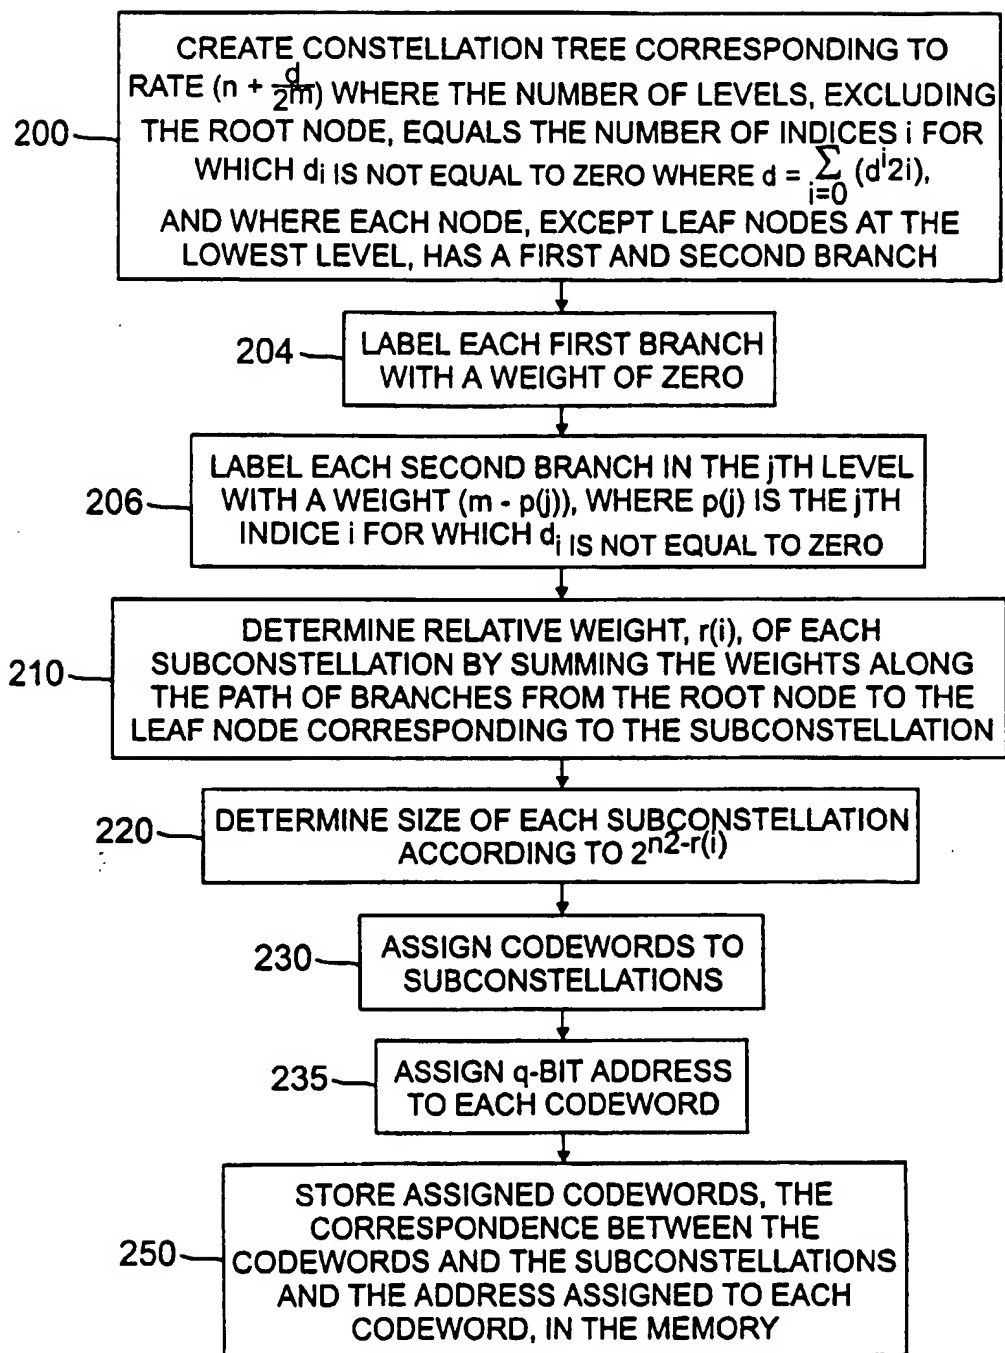 CREATE CONSTELLATION TREE CORRESPONDING TO
RATE (n + d/2m) WHERE THE NUMBER OF LEVELS, EXCLUDING
200
THE ROOT NODE, EQUALS THE NUMBER OF INDICES i FOR
WHICH di IS NOT EQUAL TO ZERO WHERE d = Σ i=0 (d^i2i),
AND WHERE EACH NODE, EXCEPT LEAF NODES AT THE
LOWEST LEVEL, HAS A FIRST AND SECOND BRANCH
204
LABEL EACH FIRST BRANCH
WITH A WEIGHT OF ZERO
206
LABEL EACH SECOND BRANCH IN THE jTH LEVEL
WITH A WEIGHT (m - p(j)), WHERE p(j) IS THE jTH
INDICE i FOR WHICH di IS NOT EQUAL TO ZERO
210
DETERMINE RELATIVE WEIGHT, r(i), OF EACH
SUBCONSTELLATION BY SUMMING THE WEIGHTS ALONG
THE PATH OF BRANCHES FROM THE ROOT NODE TO THE
LEAF NODE CORRESPONDING TO THE SUBCONSTELLATION
220
DETERMINE SIZE OF EACH SUBCONSTELLATION
ACCORDING TO 2^n2-r(i)
230
ASSIGN CODEWORDS TO
SUBCONSTELLATIONS
235
ASSIGN q-BIT ADDRESS
TO EACH CODEWORD
250
STORE ASSIGNED CODEWORDS, THE
CORRESPONDENCE BETWEEN THE
CODEWORDS AND THE SUBCONSTELLATIONS
AND THE ADDRESS ASSIGNED TO EACH
CODEWORD, IN THE MEMORY